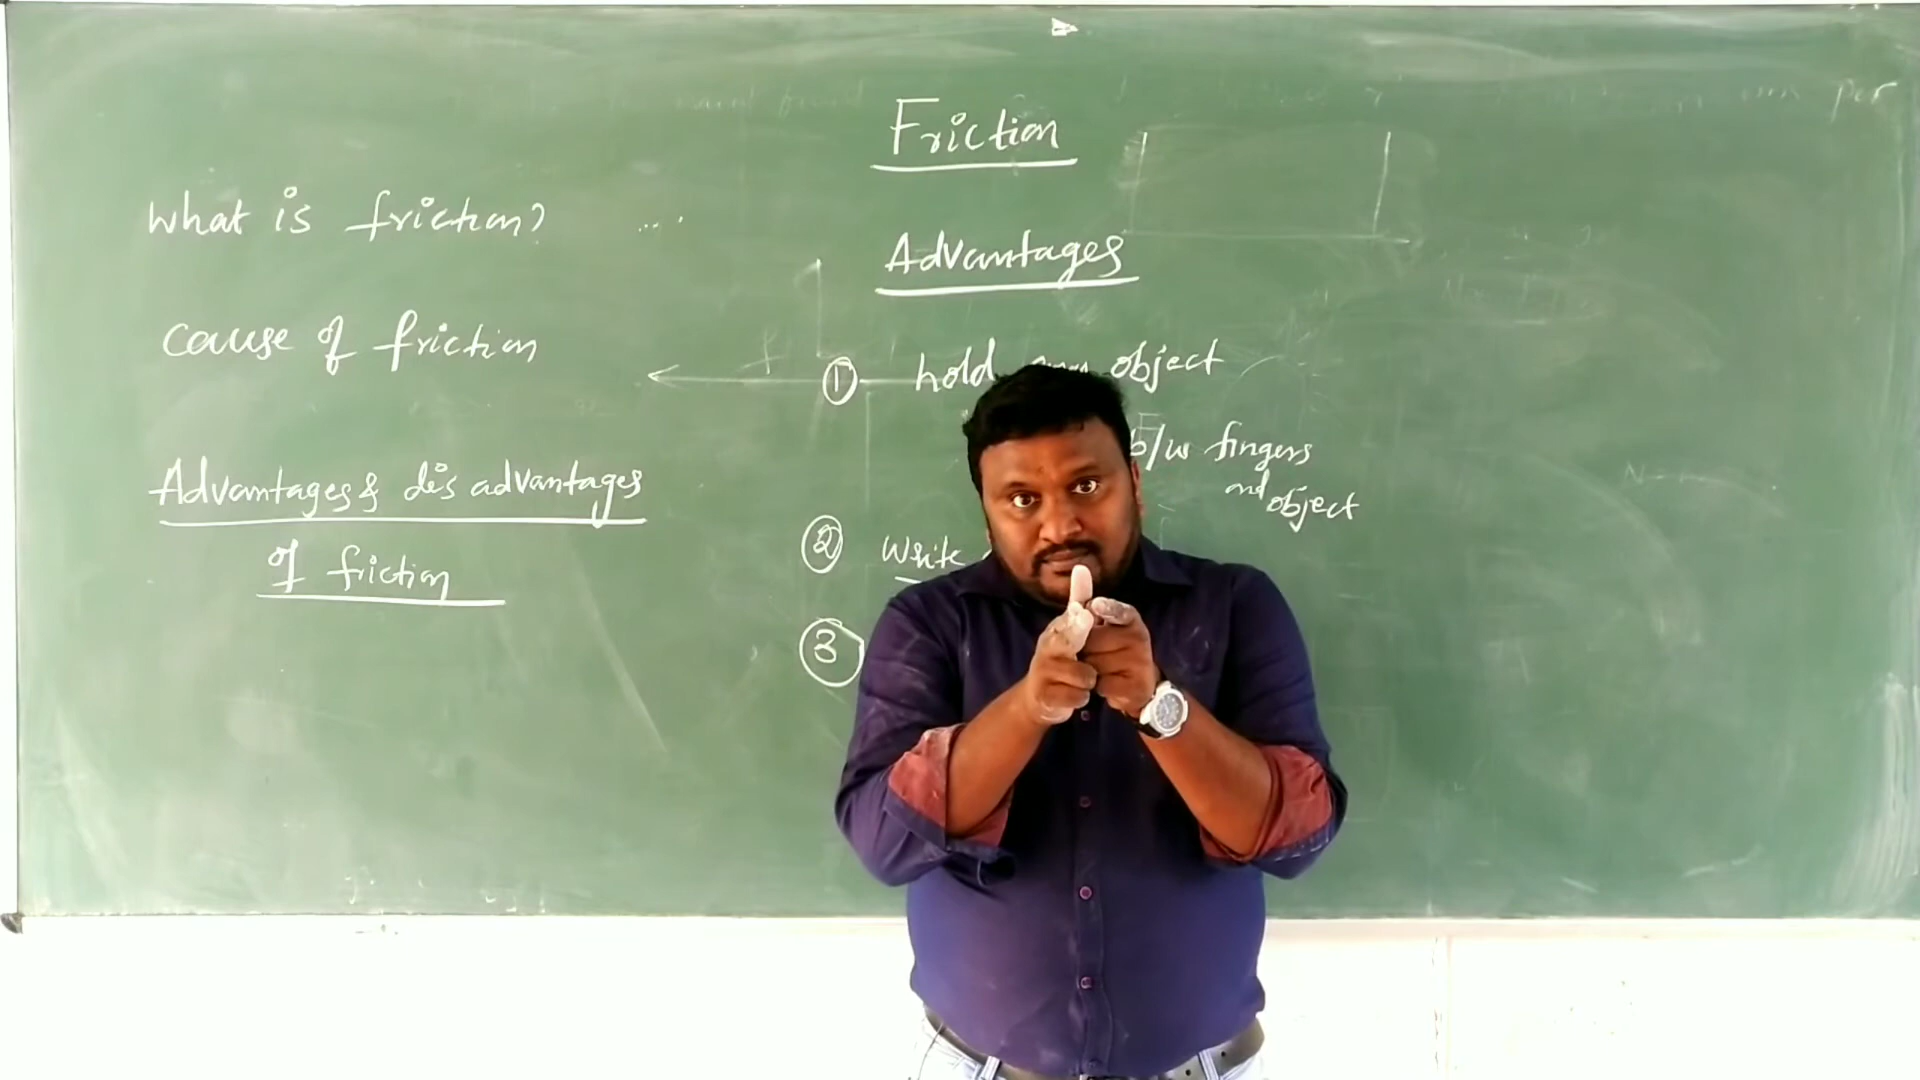 Friction
What is friction?
Cause of friction
Advantages & dis advantages
of friction
Advantages
① hold any object
b/w fingers
and object
② Write
③